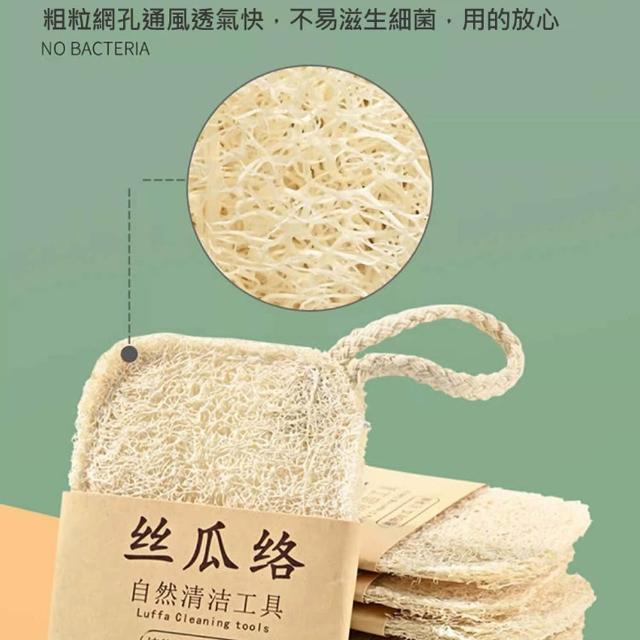 粗粒網孔通風透氣快，不易滋生細菌，用的放心
NO BACTERIA
丝瓜络
自然清洁工具
Luffa Cleaning tools